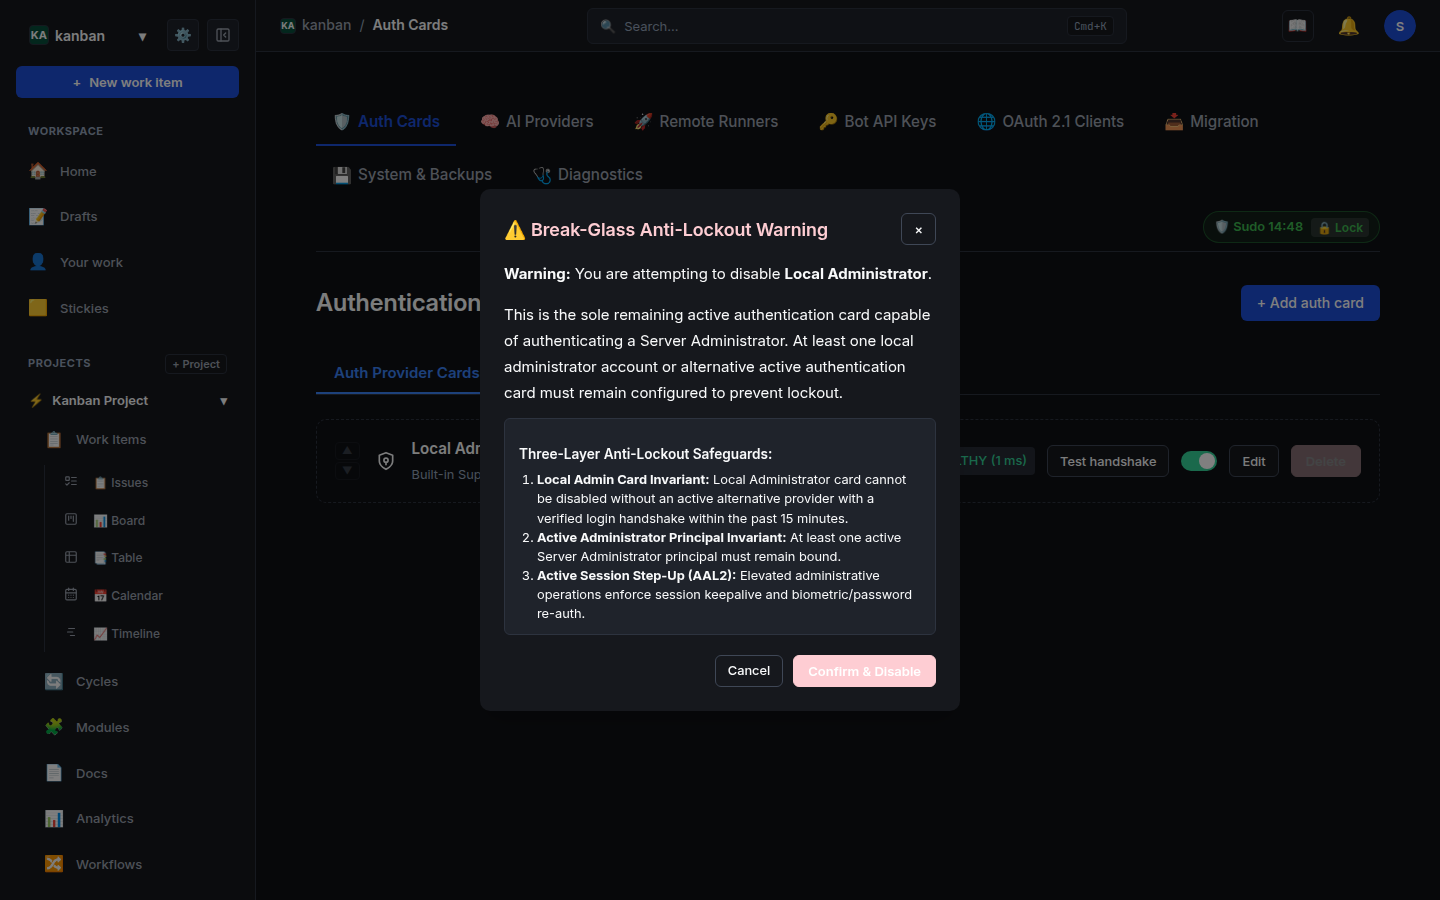 KA kanban
+ New work item
WORKSPACE
Home
Drafts
Your work
Stickies
PROJECTS
+ Project
Kanban Project
Work Items
Issues
Board
Table
Calendar
Timeline
Cycles
Modules
Docs
Analytics
Workflows
KA kanban / Auth Cards
Search...
Cmd+K
S
Auth Cards
AI Providers
Remote Runners
Bot API Keys
OAuth 2.1 Clients
Migration
System & Backups
Diagnostics
Sudo 14:48
Lock
Authentication
+ Add auth card
Auth Provider Cards
Local Adr
Built-in Sup
LTHY (1 ms)
Test handshake
Edit
Delete
Break-Glass Anti-Lockout Warning
×
Warning: You are attempting to disable Local Administrator.
This is the sole remaining active authentication card capable
of authenticating a Server Administrator. At least one local
administrator account or alternative active authentication
card must remain configured to prevent lockout.
Three-Layer Anti-Lockout Safeguards:
1. Local Admin Card Invariant: Local Administrator card cannot
be disabled without an active alternative provider with a
verified login handshake within the past 15 minutes.
2. Active Administrator Principal Invariant: At least one active
Server Administrator principal must remain bound.
3. Active Session Step-Up (AAL2): Elevated administrative
operations enforce session keepalive and biometric/password
re-auth.
Cancel
Confirm & Disable